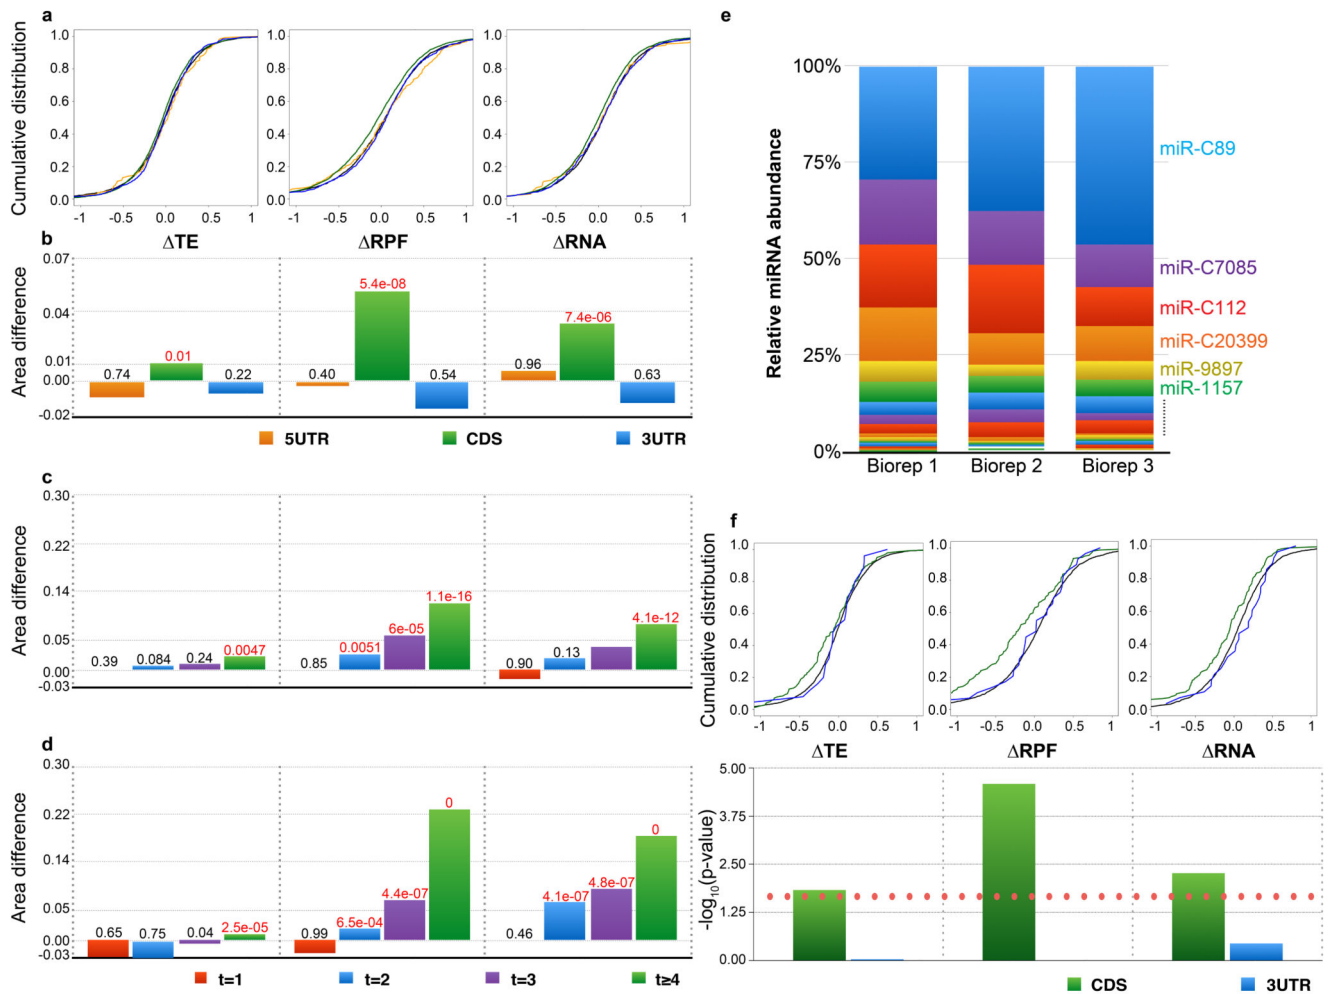 a
Cumulative distribution
1.0
0.8
0.6
0.4
0.2
0.0
-1 -0.5 0.0 0.5 1
ΔTE
1.0
0.8
0.6
0.4
0.2
0.0
-1 -0.5 0.0 0.5 1
ΔRPF
1.0
0.8
0.6
0.4
0.2
0.0
-1 -0.5 0.0 0.5 1
ΔRNA
b
Area difference
0.07
0.04
0.01
0.00
-0.02
0.74 0.01 0.22
0.40 5.4e-08 0.54
0.96 7.4e-06 0.63
5UTR CDS 3UTR
c
Area difference
0.30
0.22
0.14
0.05
0.00
-0.03
0.39 0.084 0.24 0.0047
0.85 0.0051 6e-05 1.1e-16
0.90 0.13 4.1e-12
d
Area difference
0.30
0.22
0.14
0.05
0.00
-0.03
0.65 0.75 0.04 2.5e-05
0.99 6.5e-04 4.4e-07 0
0.46 4.1e-07 4.8e-07 0
t=1 t=2 t=3 t≥4
e
Relative miRNA abundance
100%
75%
50%
25%
0%
Biorep 1 Biorep 2 Biorep 3
miR-C89
miR-C7085
miR-C112
miR-C20399
miR-9897
miR-1157
f
Cumulative distribution
1.0
0.8
0.6
0.4
0.2
0.0
-1 -0.5 0.0 0.5 1
ΔTE
1.0
0.8
0.6
0.4
0.2
0.0
-1 -0.5 0.0 0.5 1
ΔRPF
1.0
0.8
0.6
0.4
0.2
0.0
-1 -0.5 0.0 0.5 1
ΔRNA
-log10(p-value)
5.00
3.75
2.50
1.25
0.00
CDS 3UTR